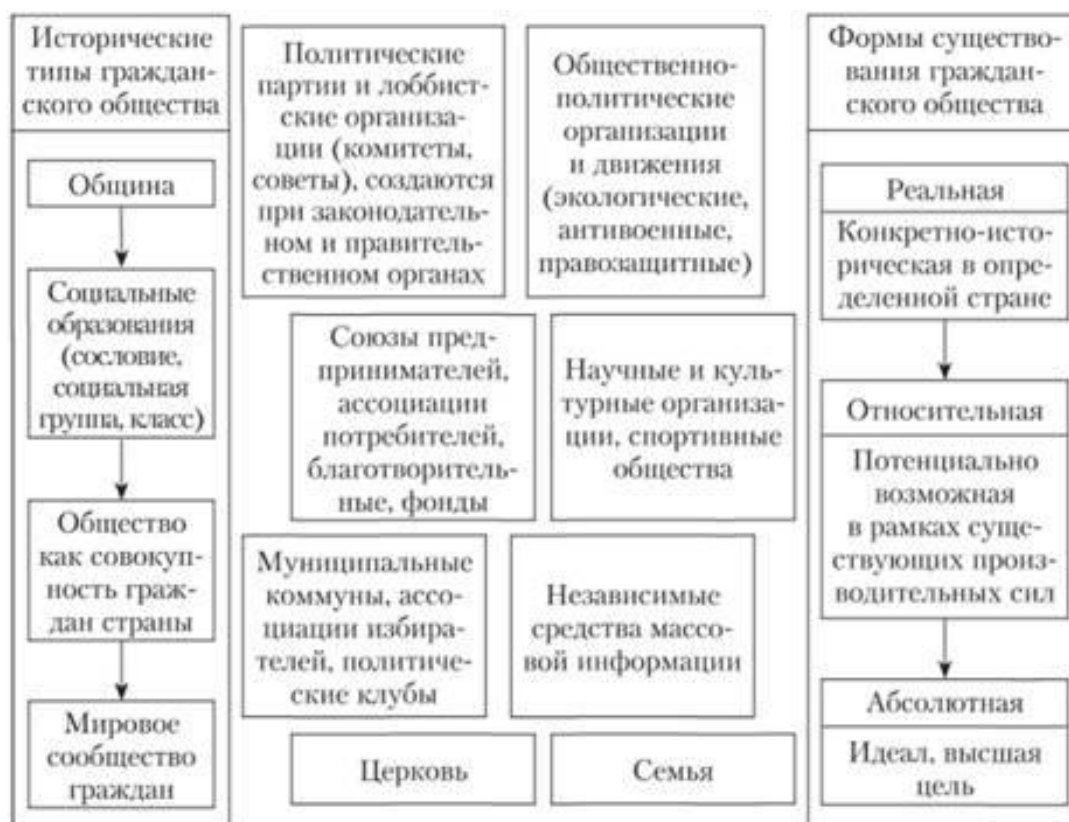 Исторические
типы граждан-
ского общества
Община
Социальные
образования
(сословие,
социальная
группа, класс)
Общество
как совокуп-
ность граж-
дан страны
Мировое
сообщество
граждан
Политические
партии и лоббист-
ские организа-
ции (комитеты,
советы), создаются
при законодатель-
ном и правитель-
ственном органах
Общественно-
политические
организации
и движения
(экологические,
антивоенные,
правозащитные)
Союзы пред-
принимателей,
ассоциации
потребителей,
благотворитель-
ные, фонды
Научные и куль-
турные организа-
ции, спортивные
общества
Муниципальные
коммуны, ассо-
циации избира-
телей, политиче-
ские клубы
Независимые
средства массо-
вой информации
Церковь
Семья
Формы существо-
вания граждан-
ского общества
Реальная
Конкретно-исто-
рическая в опре-
деленной стране
Относительная
Потенциально
возможная
в рамках суще-
ствующих произ-
водительных сил
Абсолютная
Идеал, высшая
цель